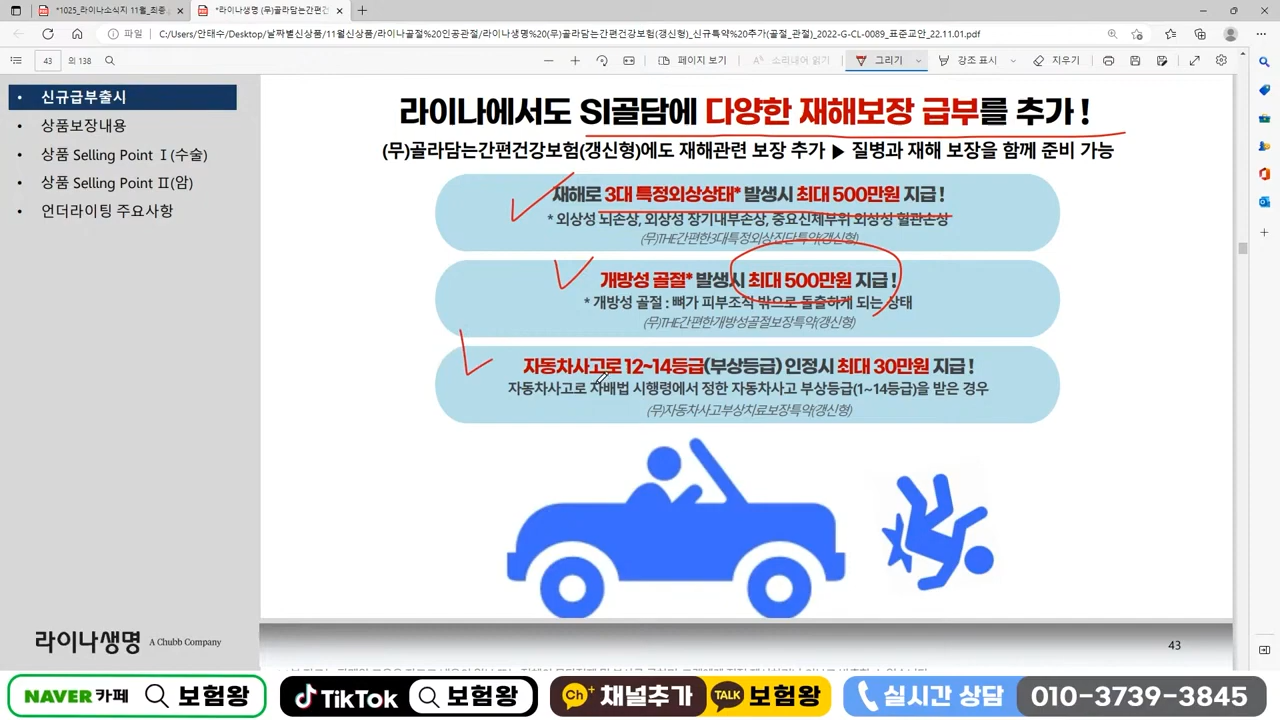 *1025_라이나소식지 11월_최종
*라이나생명 (무)골라담는간편건
파일
C:/Users/안태수/Desktop/날짜별신상품/11월신상품/라이나골절%20인공관절/라이나생명%20(무)골라담는간편건강보험(갱신형)_신규특약%20추가(골절_관절)_2022-G-CL-0089_표준교안_22.11.01.pdf
43 의 138
페이지 보기
소리내어 읽기
그리기
강조 표시
지우기
• 신규급부출시
• 상품보장내용
• 상품 Selling Point Ⅰ(수술)
• 상품 Selling Point Ⅱ(암)
• 언더라이팅 주요사항
라이나에서도 SI골담에 다양한 재해보장 급부를 추가!
(무)골라담는간편건강보험(갱신형)에도 재해관련 보장 추가 ▶ 질병과 재해 보장을 함께 준비 가능
재해로 3대 특정외상상태* 발생시 최대 500만원 지급!
* 외상성 뇌손상, 외상성 장기내부손상, 중요신체부위 외상성 혈관손상
(무)THE간편한3대특정외상진단특약(갱신형)
개방성 골절* 발생시 최대 500만원 지급!
* 개방성 골절 : 뼈가 피부조직 밖으로 돌출하게 되는 상태
(무)THE간편한개방성골절보장특약(갱신형)
자동차사고로 12~14등급(부상등급) 인정시 최대 30만원 지급!
자동차사고로 자배법 시행령에서 정한 자동차사고 부상등급(1~14등급)을 받은 경우
(무)자동차사고부상치료보장특약(갱신형)
라이나생명 A Chubb Company
43
NAVER 카페 보험왕
TikTok 보험왕
Ch+ 채널추가 TALK 보험왕
실시간 상담 010-3739-3845